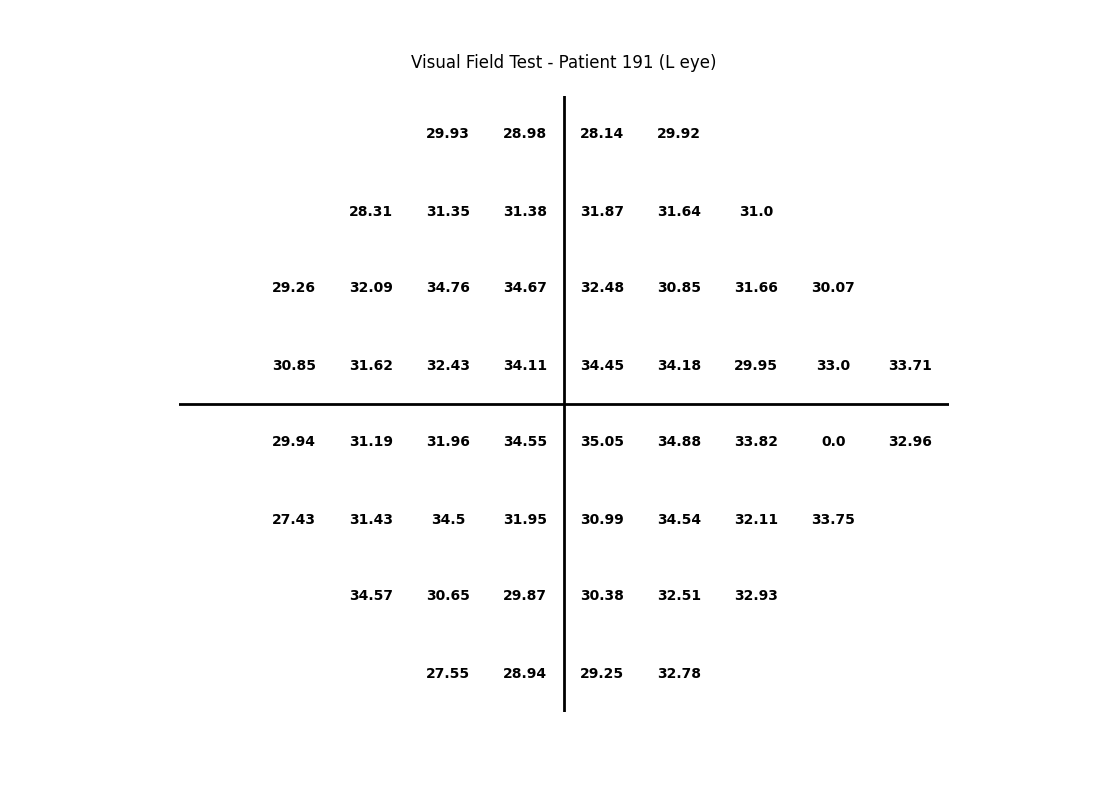 Visual Field Test - Patient 191 (L eye)
29.93 28.98 28.14 29.92
28.31 31.35 31.38 31.87 31.64 31.0
29.26 32.09 34.76 34.67 32.48 30.85 31.66 30.07
30.85 31.62 32.43 34.11 34.45 34.18 29.95 33.0 33.71
29.94 31.19 31.96 34.55 35.05 34.88 33.82 0.0 32.96
27.43 31.43 34.5 31.95 30.99 34.54 32.11 33.75
34.57 30.65 29.87 30.38 32.51 32.93
27.55 28.94 29.25 32.78